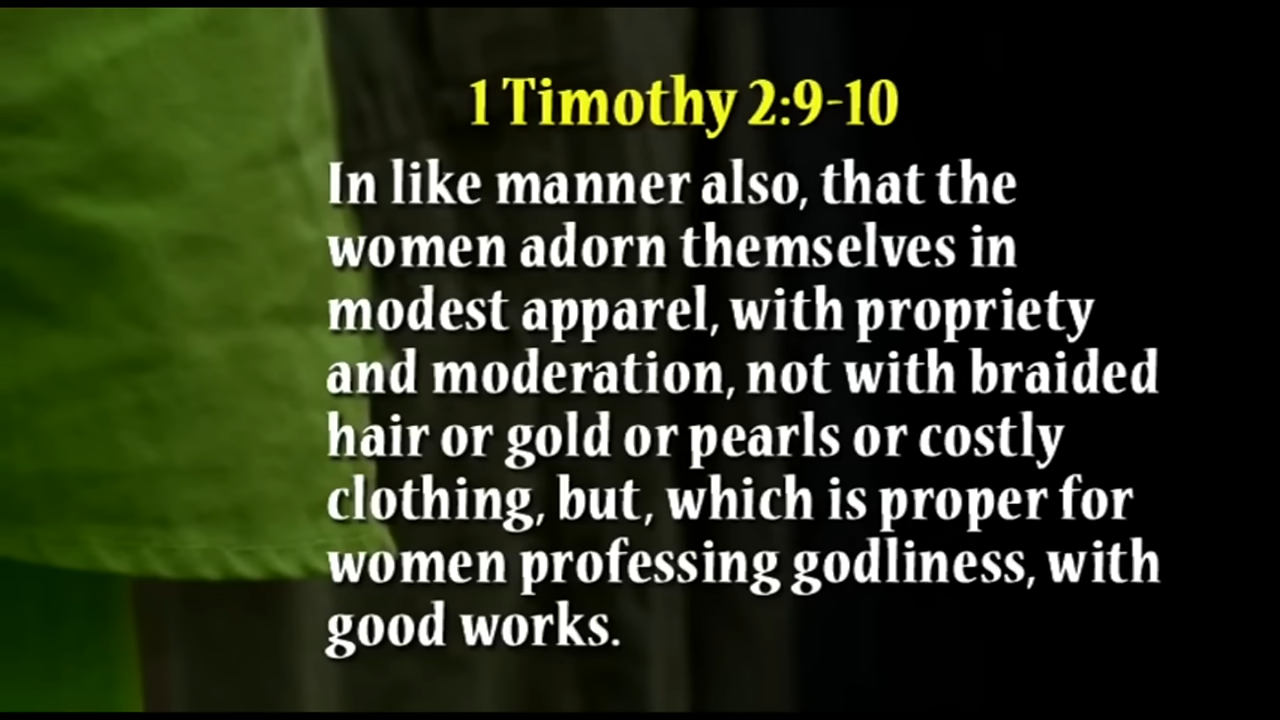 1 Timothy 2:9-10
In like manner also, that the
women adorn themselves in
modest apparel, with propriety
and moderation, not with braided
hair or gold or pearls or costly
clothing, but, which is proper for
women professing godliness, with
good works.